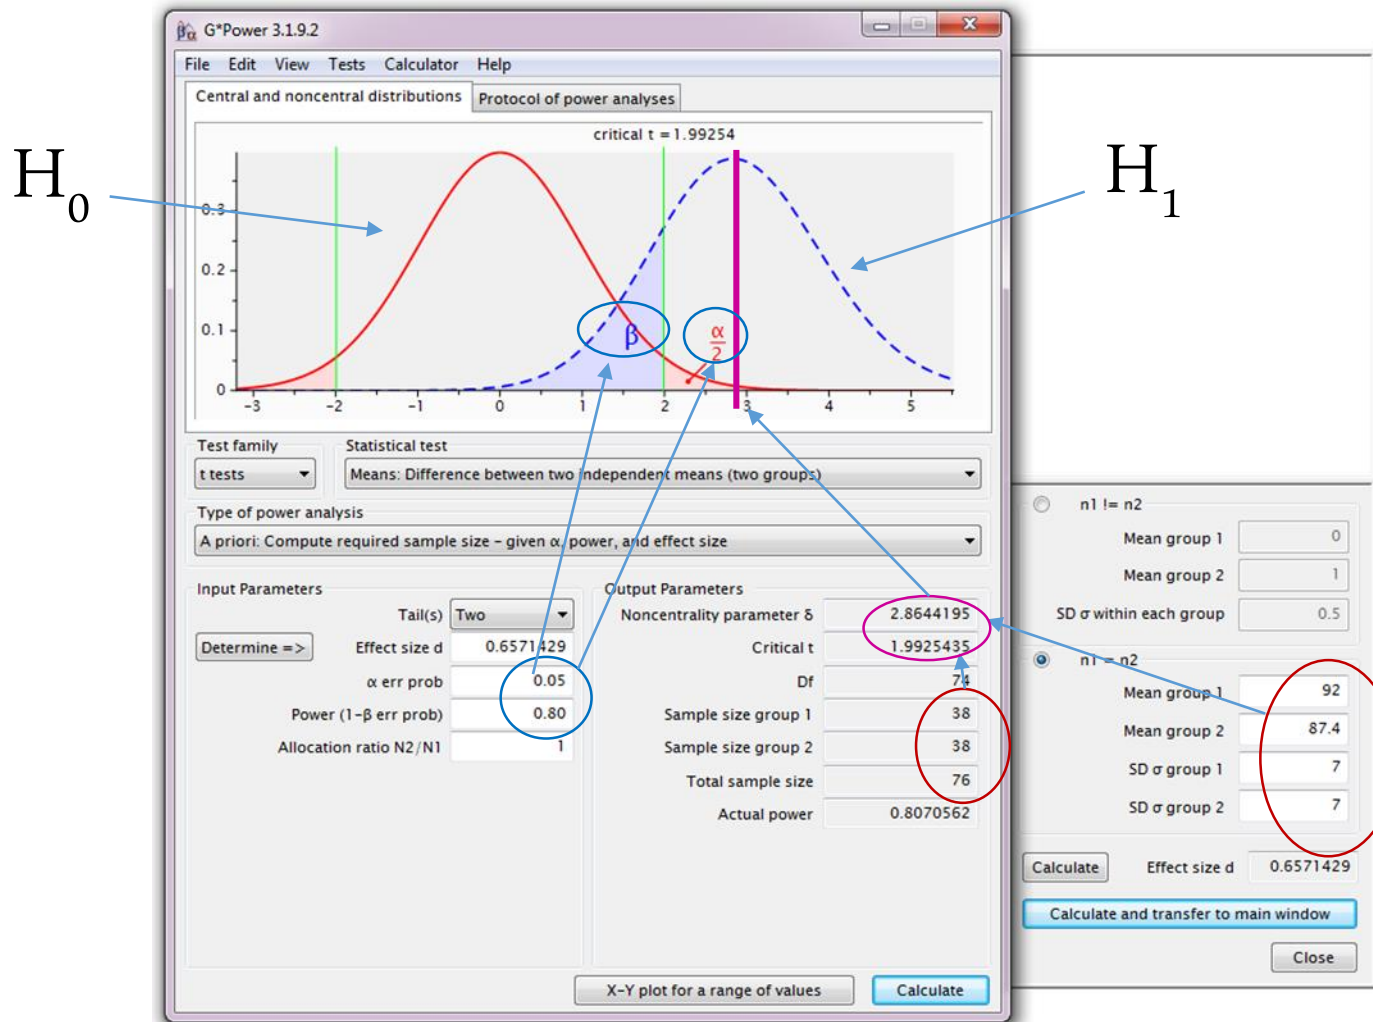 G*Power 3.1.9.2
File Edit View Tests Calculator Help
Central and noncentral distributions Protocol of power analyses
critical t = 1.99254
H0
H1
0.3
0.2
0.1
0
β
α
2
-3 -2 -1 0 1 2 3 4 5
Test family Statistical test
t tests Means: Difference between two independent means (two groups)
Type of power analysis
A priori: Compute required sample size - given α, power, and effect size
Input Parameters
Tail(s) Two
Determine => Effect size d 0.6571429
α err prob 0.05
Power (1-β err prob) 0.80
Allocation ratio N2/N1 1
Output Parameters
Noncentrality parameter δ 2.8644195
Critical t 1.9925435
Df 74
Sample size group 1 38
Sample size group 2 38
Total sample size 76
Actual power 0.8070562
X-Y plot for a range of values Calculate
n1 != n2
Mean group 1 0
Mean group 2 1
SD σ within each group 0.5
n1 = n2
Mean group 1 92
Mean group 2 87.4
SD σ group 1 7
SD σ group 2 7
Calculate Effect size d 0.6571429
Calculate and transfer to main window
Close